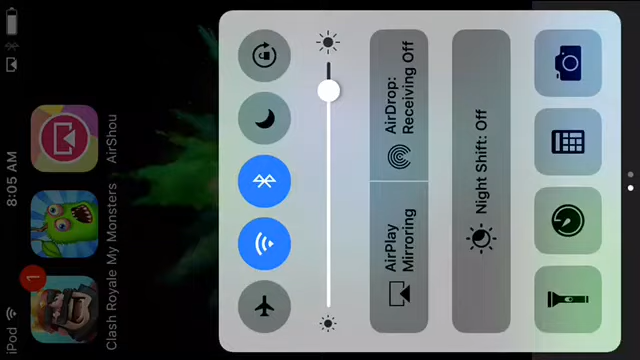 iPod
8:05 AM
1
Clash Royale
My Monsters
AirShou
AirPlay
Mirroring
AirDrop:
Receiving Off
Night Shift: Off